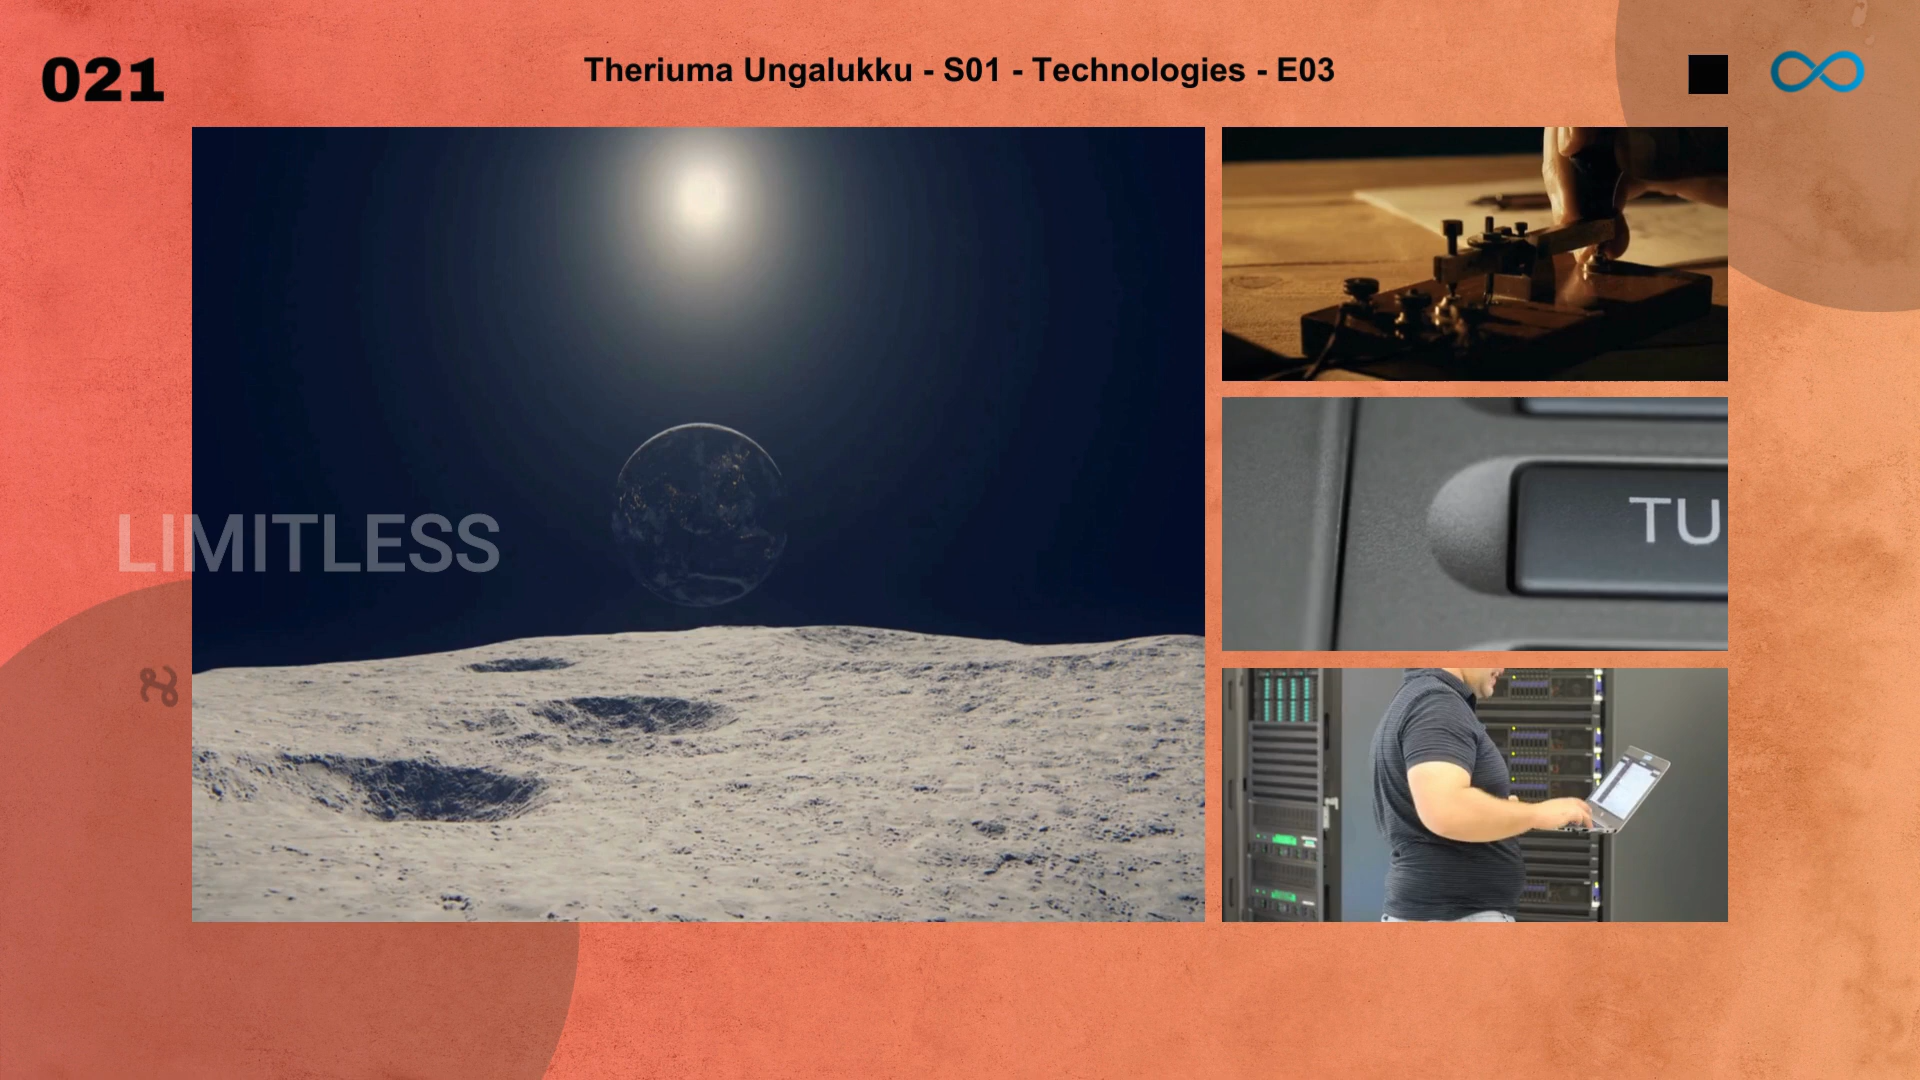 021
Theriuma Ungalukku - S01 - Technologies - E03
LIMITLESS
TU